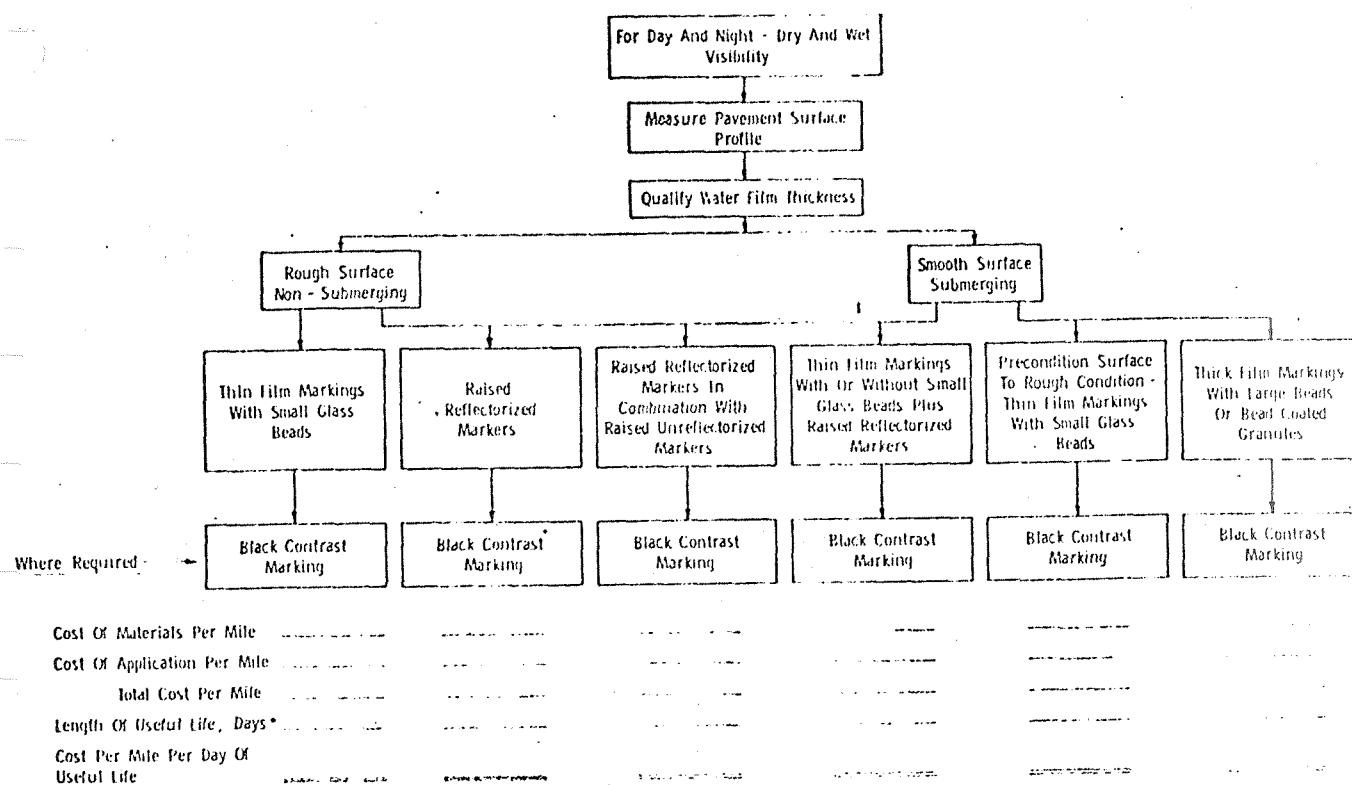 For Day And Night - Dry And Wet
Visibility
Measure Pavement Surface
Profile
Qualify Water Film Thickness
Rough Surface
Non - Submerging
Smooth Surface
Submerging
Thin Film Markings
With Small Glass
Beads
Raised
Reflectorized
Markers
Raised Reflectorized
Markers In
Combination With
Raised Unreflectorized
Markers
Thin Film Markings
With Or Without Small
Glass Beads Plus
Raised Reflectorized
Markers
Precondition Surface
To Rough Condition -
Thin Film Markings
With Small Glass
Beads
Thick Film Markings
With Large Beads
Or Bead Coated
Granules
Where Required -
Black Contrast
Marking
Black Contrast
Marking
Black Contrast
Marking
Black Contrast
Marking
Black Contrast
Marking
Black Contrast
Marking
Cost Of Materials Per Mile
Cost Of Application Per Mile
Total Cost Per Mile
Length Of Useful Life, Days*
Cost Per Mile Per Day Of
Useful Life